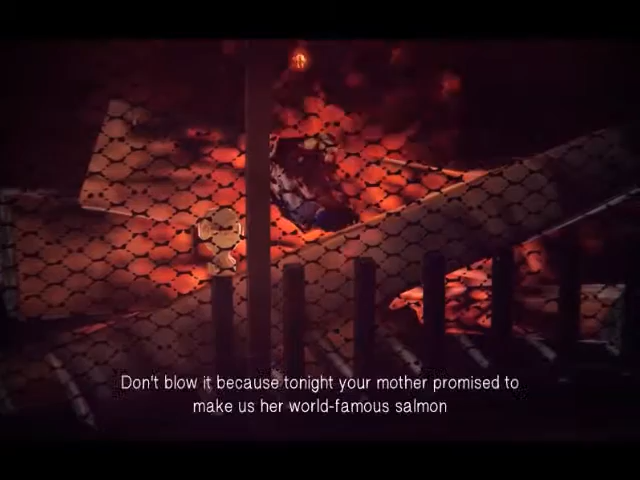 Don't blow it because tonight your mother promised to
make us her world-famous salmon